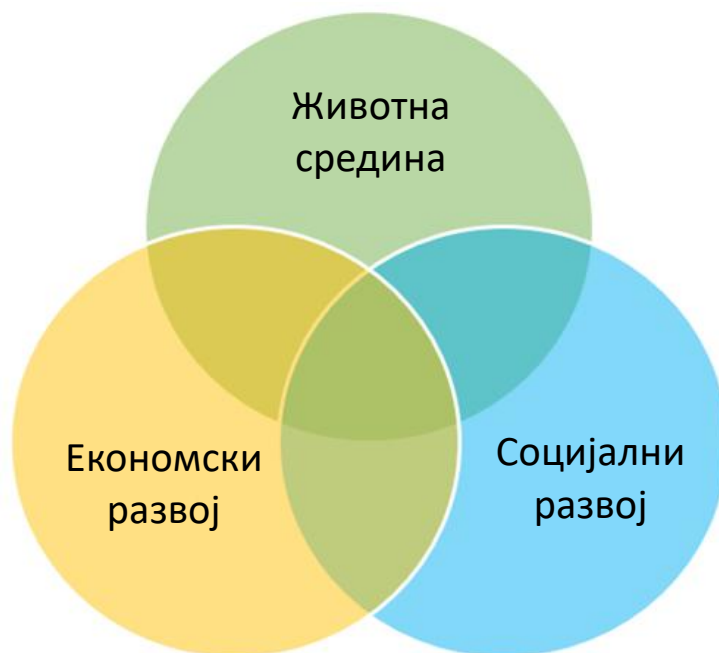 Животна
средина
Економски
развој
Социјални
развој